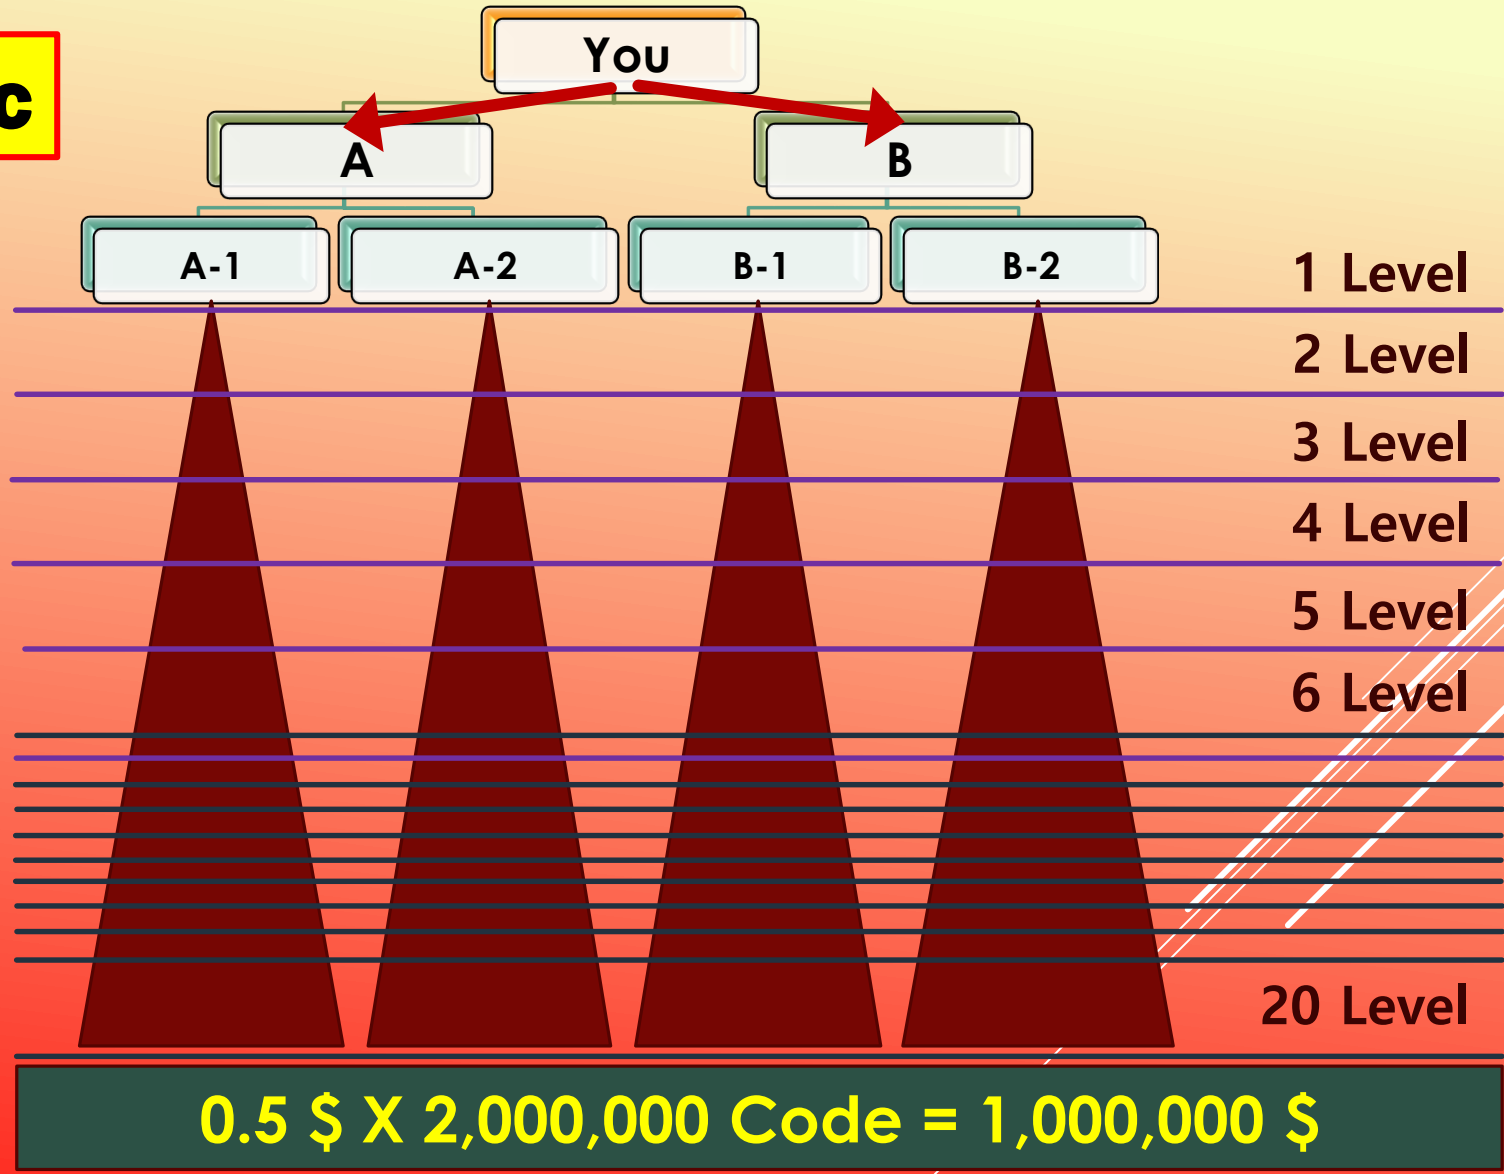 You
c
A
B
A-1
A-2
B-1
B-2
1 Level
2 Level
3 Level
4 Level
5 Level
6 Level
20 Level
0.5 $ X 2,000,000 Code = 1,000,000 $